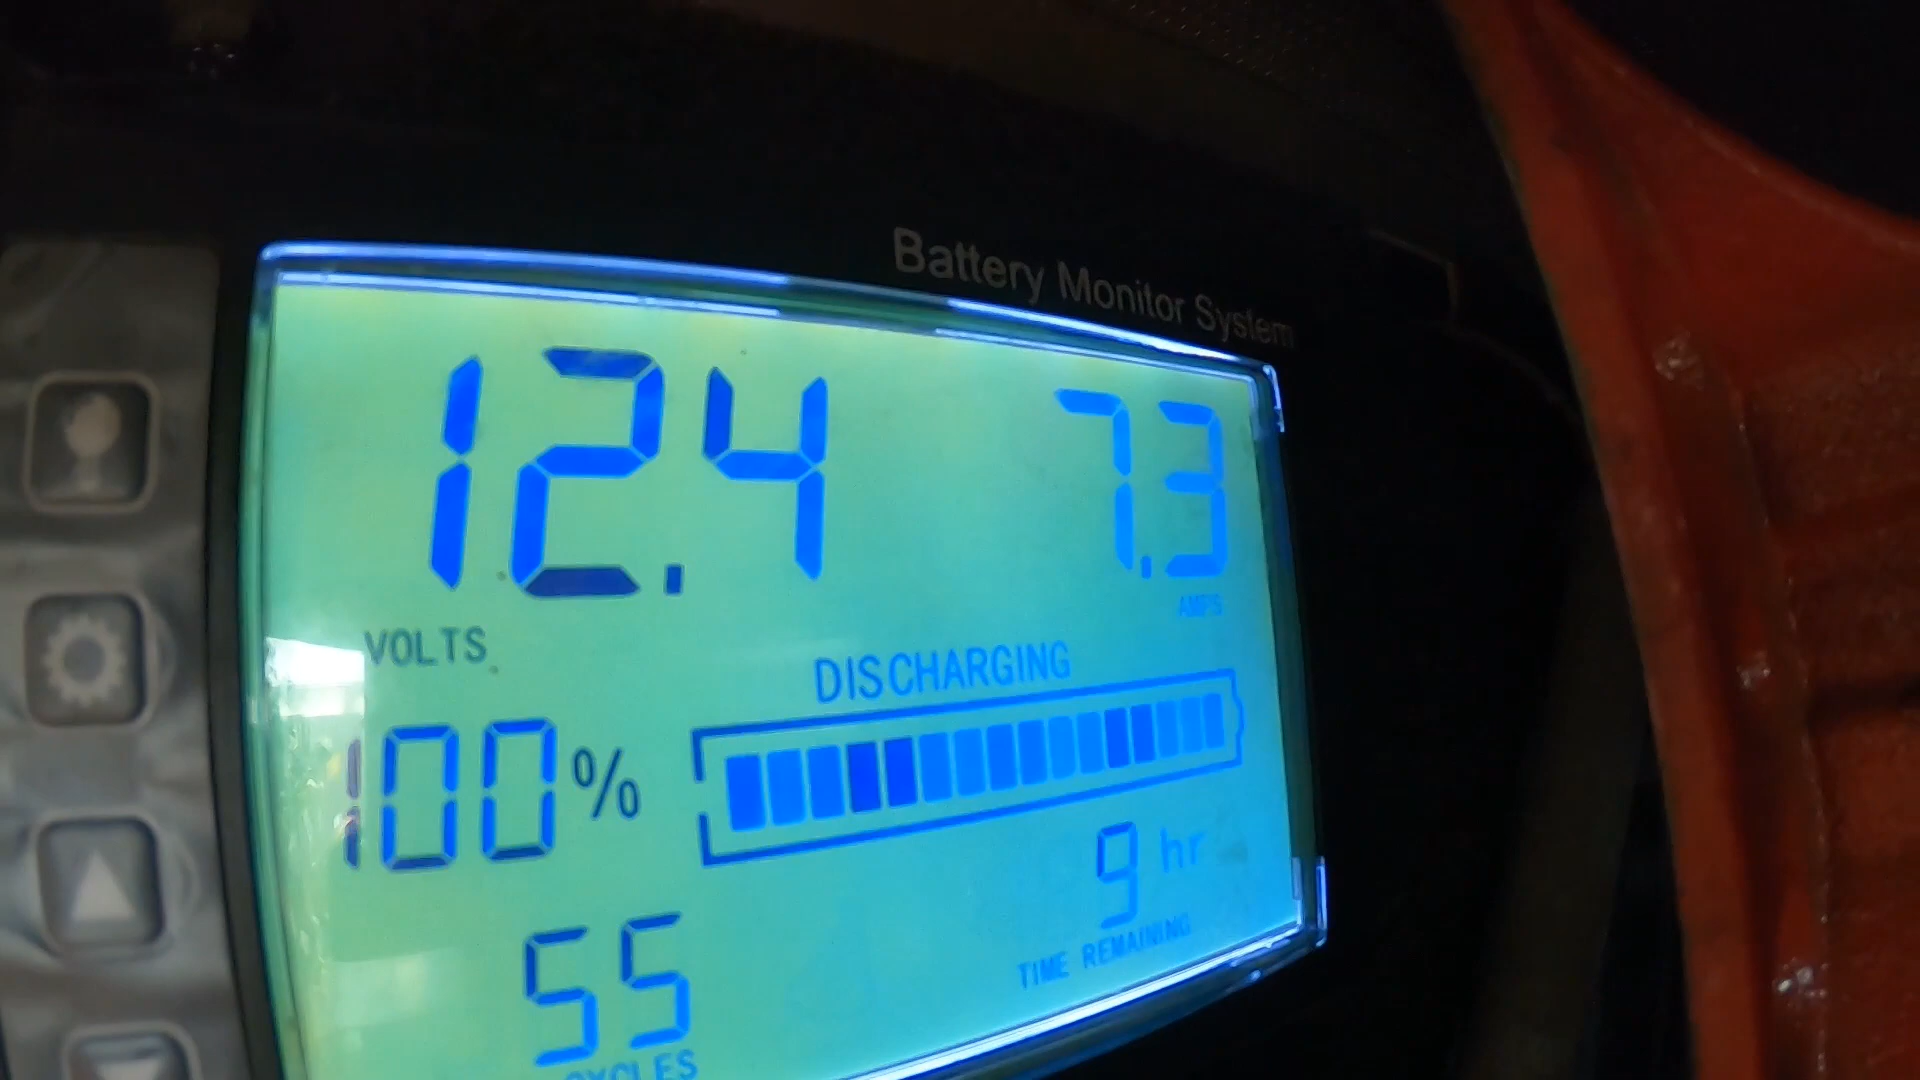 Battery Monitor System
12.4 7.3
VOLTS AMPS
DISCHARGING
100%
9 hr
TIME REMAINING
55
CYCLES